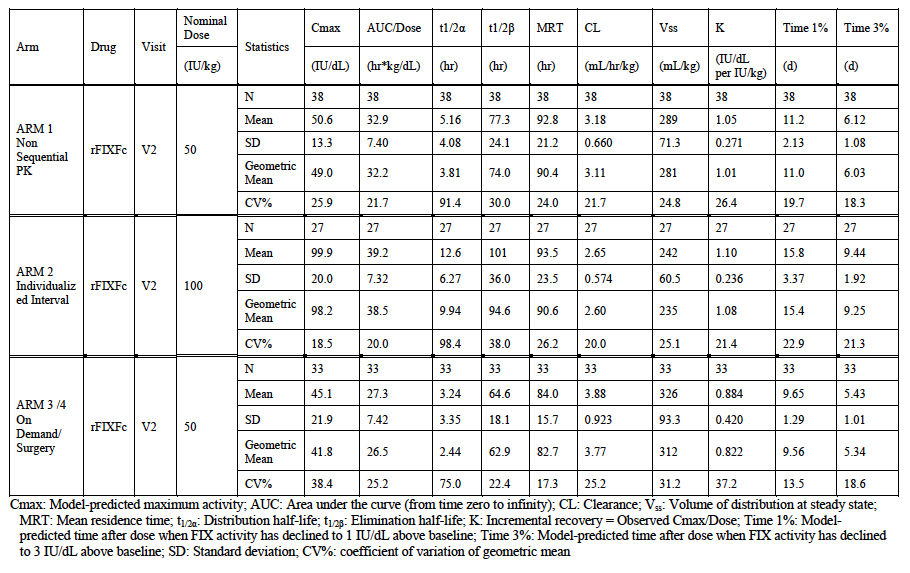 Arm Drug Visit Nominal Dose Statistics Cmax AUC/Dose t1/2α t1/2β MRT CL Vss K Time 1% Time 3%
(IU/kg) (IU/dL) (hr*kg/dL) (hr) (hr) (hr) (mL/hr/kg) (mL/kg) (IU/dL per IU/kg) (d) (d)
ARM 1 Non Sequential PK rFIXFc V2 50
N 38 38 38 38 38 38 38 38 38 38
Mean 50.6 32.9 5.16 77.3 92.8 3.18 289 1.05 11.2 6.12
SD 13.3 7.40 4.08 24.1 21.2 0.660 71.3 0.271 2.13 1.08
Geometric Mean 49.0 32.2 3.81 74.0 90.4 3.11 281 1.01 11.0 6.03
CV% 25.9 21.7 91.4 30.0 24.0 21.7 24.8 26.4 19.7 18.3
ARM 2 Individualiz ed Interval rFIXFc V2 100
N 27 27 27 27 27 27 27 27 27 27
Mean 99.9 39.2 12.6 101 93.5 2.65 242 1.10 15.8 9.44
SD 20.0 7.32 6.27 36.0 23.5 0.574 60.5 0.236 3.37 1.92
Geometric Mean 98.2 38.5 9.94 94.6 90.6 2.60 235 1.08 15.4 9.25
CV% 18.5 20.0 98.4 38.0 26.2 20.0 25.1 21.4 22.9 21.3
ARM 3 /4 On Demand/ Surgery rFIXFc V2 50
N 33 33 33 33 33 33 33 33 33 33
Mean 45.1 27.3 3.24 64.6 84.0 3.88 326 0.884 9.65 5.43
SD 21.9 7.42 3.35 18.1 15.7 0.923 93.3 0.420 1.29 1.01
Geometric Mean 41.8 26.5 2.44 62.9 82.7 3.77 312 0.822 9.56 5.34
CV% 38.4 25.2 75.0 22.4 17.3 25.2 31.2 37.2 13.5 18.6
Cmax: Model-predicted maximum activity; AUC: Area under the curve (from time zero to infinity); CL: Clearance; Vss: Volume of distribution at steady state;
MRT: Mean residence time; t1/2α: Distribution half-life; t1/2β: Elimination half-life; K: Incremental recovery = Observed Cmax/Dose; Time 1%: Model-
predicted time after dose when FIX activity has declined to 1 IU/dL above baseline; Time 3%: Model-predicted time after dose when FIX activity has declined
to 3 IU/dL above baseline; SD: Standard deviation; CV%: coefficient of variation of geometric mean